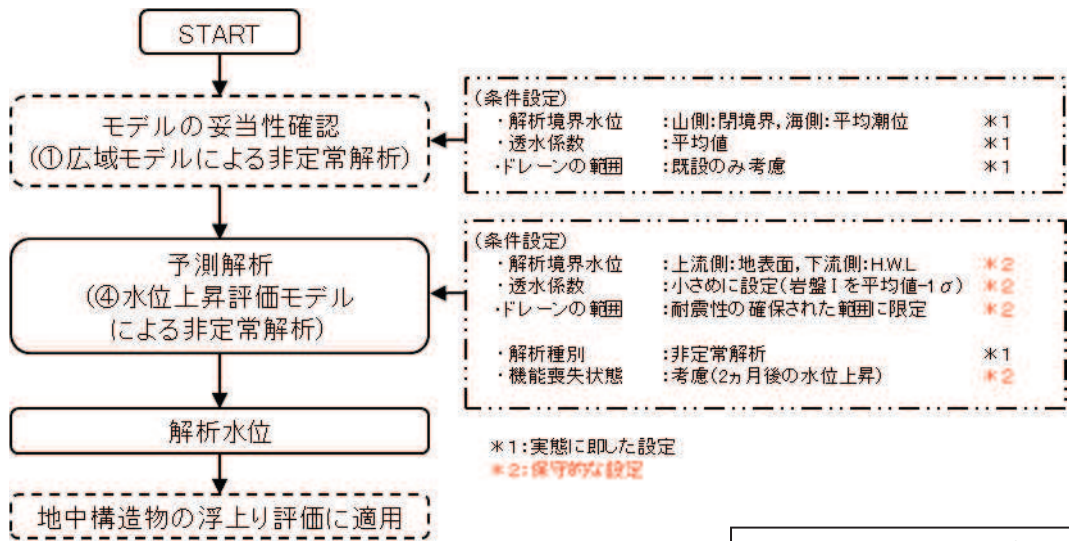 START
モデルの妥当性確認
(①広域モデルによる非定常解析)
(条件設定)
・解析境界水位 :山側:閉境界,海側:平均潮位 *1
・透水係数 :平均値 *1
・ドレーンの範囲 :既設のみ考慮 *1
予測解析
(④水位上昇評価モデル
による非定常解析)
(条件設定)
・解析境界水位 :上流側:地表面,下流側:H.W.L *2
・透水係数 :小さめに設定(岩盤Ⅰを平均値-1σ) *2
・ドレーンの範囲 :耐震性の確保された範囲に限定 *2
・解析種別 :非定常解析 *1
・機能喪失状態 :考慮(2ヵ月後の水位上昇) *2
解析水位
*1:実態に即した設定
*2:保守的な設定
地中構造物の浮上り評価に適用